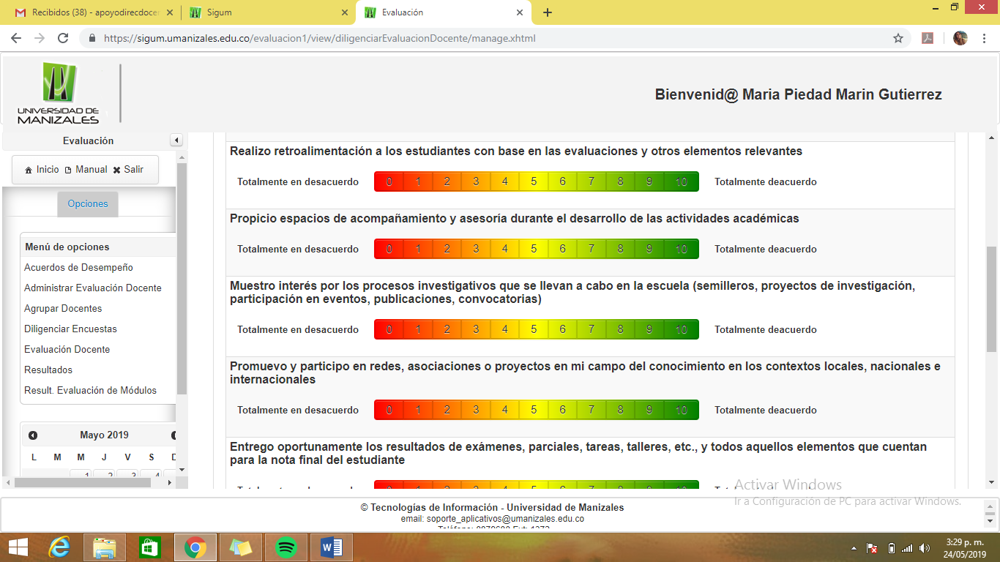 Recibidos (38) - apoyodirecdocen
Sigum
Evaluación
https://sigum.umanizales.edu.co/evaluacion1/view/diligenciarEvaluacionDocente/manage.xhtml
UNIVERSIDAD DE
MANIZALES
Bienvenid@ Maria Piedad Marin Gutierrez
Evaluación
Inicio Manual Salir
Opciones
Menú de opciones
Acuerdos de Desempeño
Administrar Evaluación Docente
Agrupar Docentes
Diligenciar Encuestas
Evaluación Docente
Resultados
Result. Evaluación de Módulos
Mayo 2019
L M M J V S D
1 2 3 4
Realizo retroalimentación a los estudiantes con base en las evaluaciones y otros elementos relevantes
Totalmente en desacuerdo 0 1 2 3 4 5 6 7 8 9 10 Totalmente deacuerdo
Propicio espacios de acompañamiento y asesoría durante el desarrollo de las actividades académicas
Totalmente en desacuerdo 0 1 2 3 4 5 6 7 8 9 10 Totalmente deacuerdo
Muestro interés por los procesos investigativos que se llevan a cabo en la escuela (semilleros, proyectos de investigación,
participación en eventos, publicaciones, convocatorias)
Totalmente en desacuerdo 0 1 2 3 4 5 6 7 8 9 10 Totalmente deacuerdo
Promuevo y participo en redes, asociaciones o proyectos en mi campo del conocimiento en los contextos locales, nacionales e
internacionales
Totalmente en desacuerdo 0 1 2 3 4 5 6 7 8 9 10 Totalmente deacuerdo
Entrego oportunamente los resultados de exámenes, parciales, tareas, talleres, etc., y todos aquellos elementos que cuentan
para la nota final del estudiante
Activar Windows
Ir a Configuración de PC para activar Windows.
© Tecnologías de Información - Universidad de Manizales
email: soporte_aplicativos@umanizales.edu.co
3:29 p. m.
24/05/2019